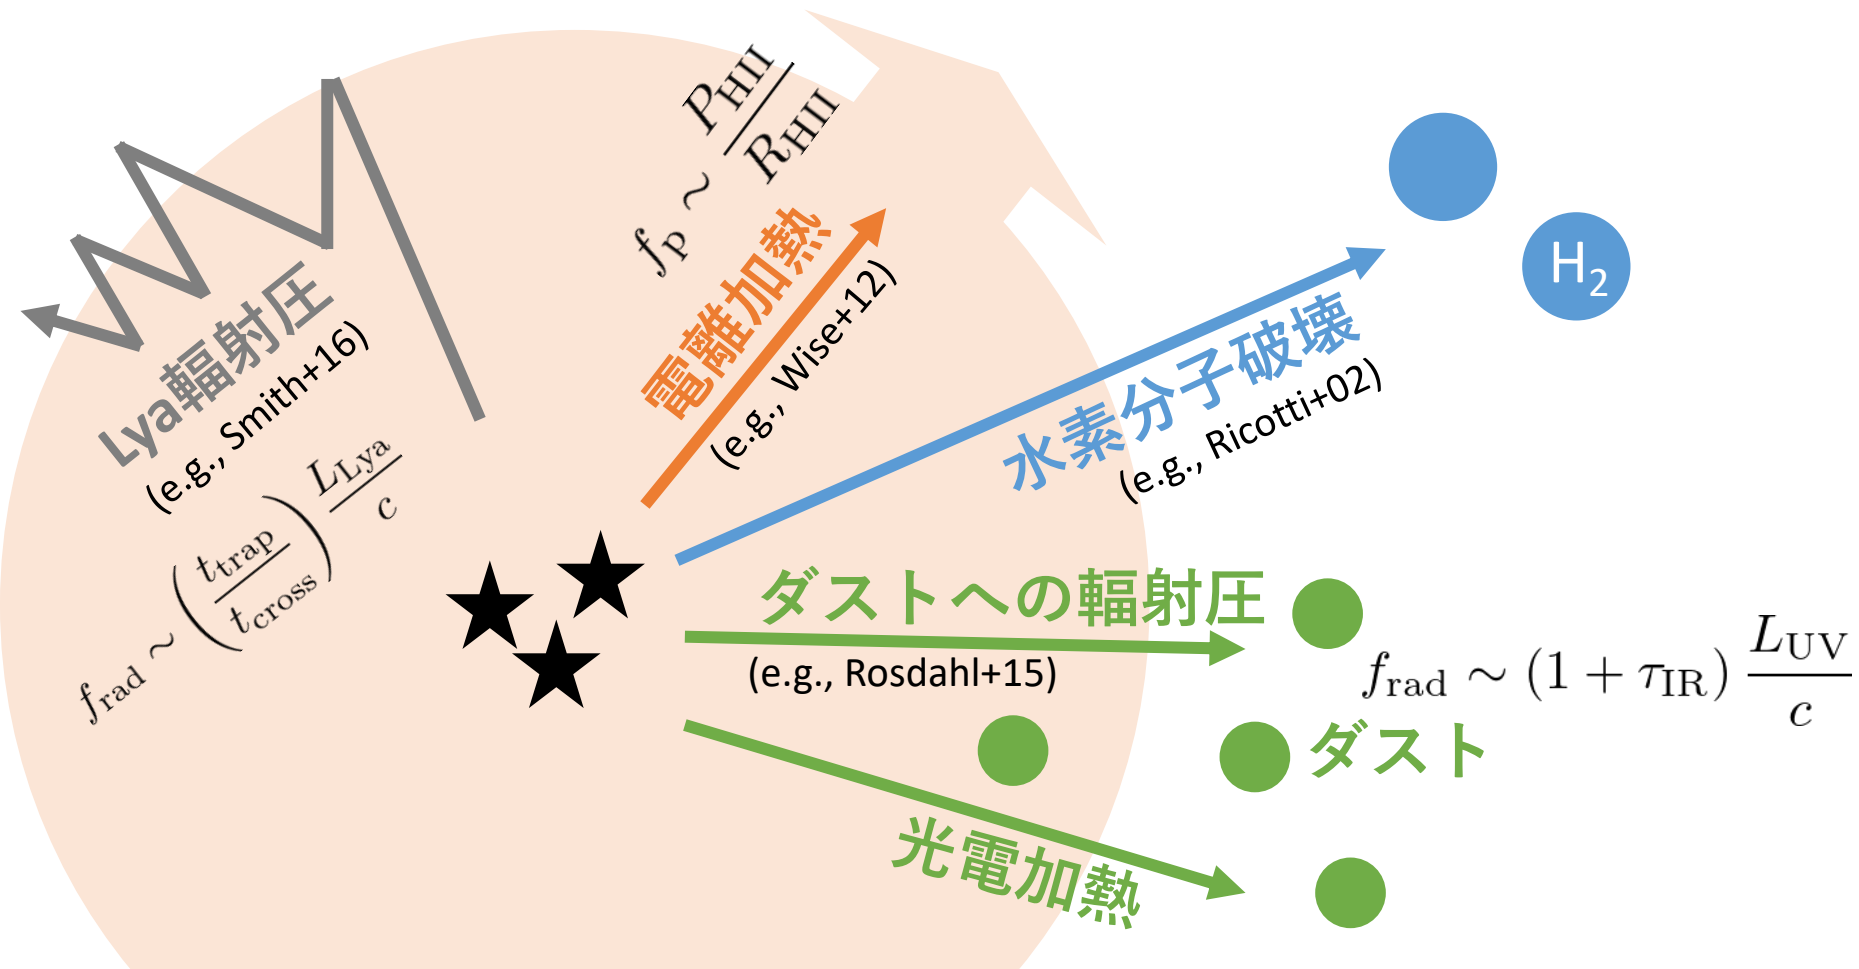 Lya輻射圧
(e.g., Smith+16)
f_rad ~ (t_trap / t_cross) L_Lya / c
f_p ~ P_HII / R_HII
電離加熱
(e.g., Wise+12)
水素分子破壊
(e.g., Ricotti+02)
H₂
ダストへの輻射圧
(e.g., Rosdahl+15)
f_rad ~ (1 + τ_IR) L_UV / c
ダスト
光電加熱